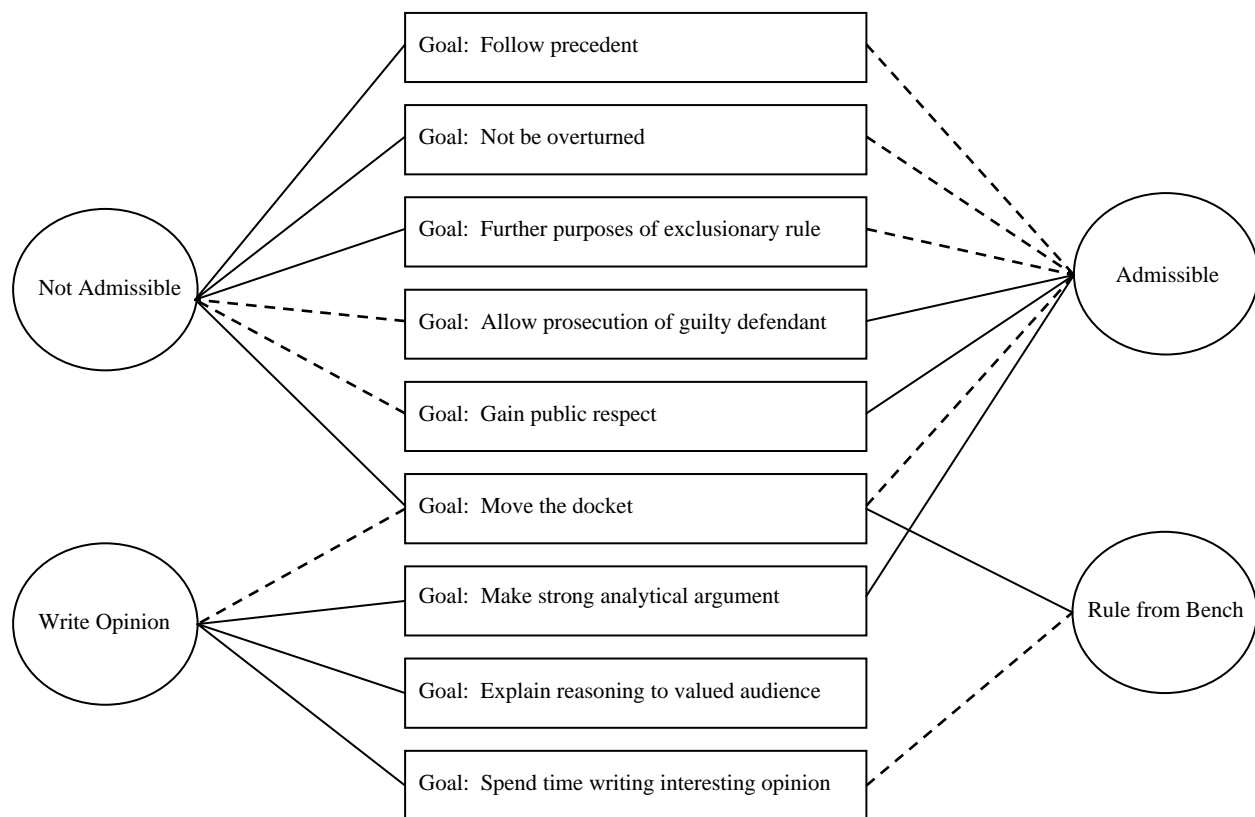 Goal: Follow precedent
Goal: Not be overturned
Goal: Further purposes of exclusionary rule
Not Admissible
Admissible
Goal: Allow prosecution of guilty defendant
Goal: Gain public respect
Goal: Move the docket
Goal: Make strong analytical argument
Write Opinion
Rule from Bench
Goal: Explain reasoning to valued audience
Goal: Spend time writing interesting opinion